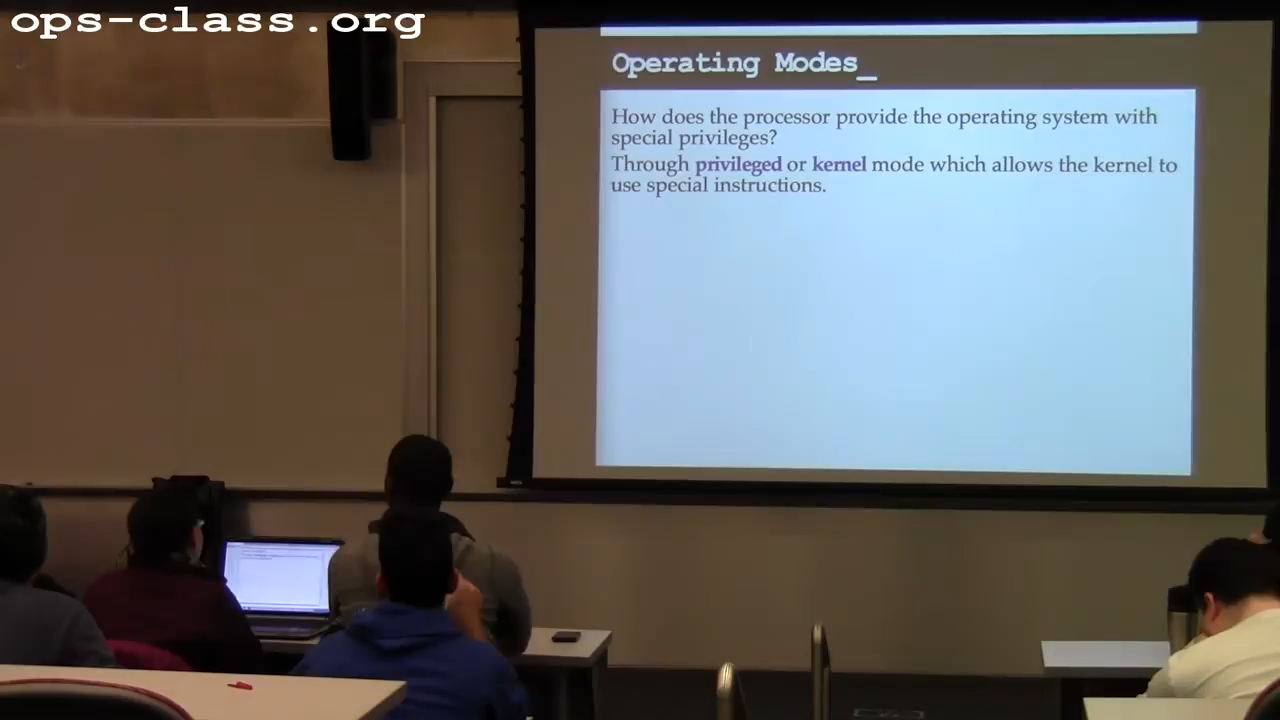 ops-class.org
Operating Modes_
How does the processor provide the operating system with
special privileges?
Through privileged or kernel mode which allows the kernel to
use special instructions.